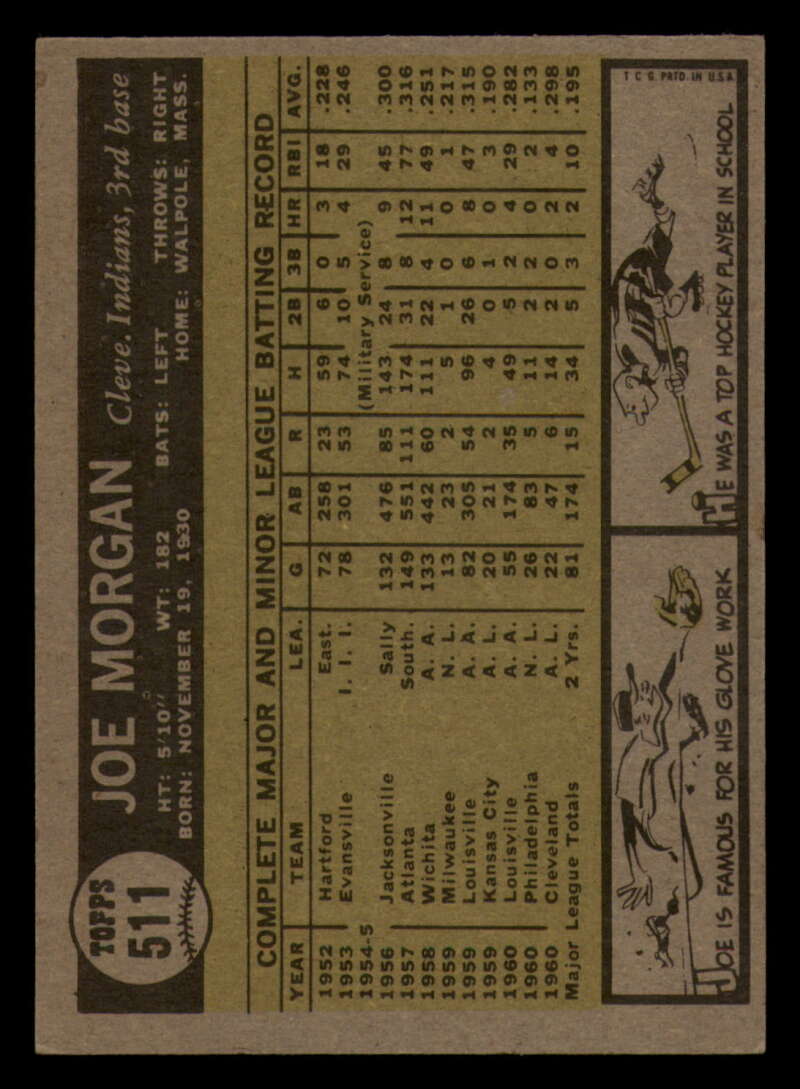 TOPPS
511
JOE MORGAN Cleve. Indians, 3rd base
HT: 5/10" WT: 182 BATS: LEFT THROWS: RIGHT
BORN: NOVEMBER 19, 1930 HOME: WALPOLE, MASS.
COMPLETE MAJOR AND MINOR LEAGUE BATTING RECORD
YEAR TEAM LEA. G AB R H 2B 3B HR RBI AVG.
1952 Hartford East. 72 258 23 59 6 0 3 18 .228
1953 Evansville I. I. I. 78 301 53 74 10 5 4 29 .246
1954-5 (Military Service)
1956 Jacksonville Sally 132 476 85 143 24 8 9 45 .300
1957 Atlanta South. 149 551 111 174 31 8 12 77 .316
1958 Wichita A. A. 133 442 60 111 22 4 11 49 .251
1959 Milwaukee N. L. 13 23 2 5 1 0 0 1 .217
1959 Louisville A. A. 82 305 54 96 26 6 8 47 .315
1959 Kansas City A. L. 20 21 2 4 0 1 0 3 .190
1960 Louisville A. A. 55 174 35 49 5 2 4 29 .282
1960 Philadelphia N. L. 26 83 5 11 2 2 0 2 .133
1960 Cleveland A. L. 22 47 6 14 2 0 2 4 .298
Major League Totals 2 Yrs. 81 174 15 34 5 3 2 10 .195
JOE IS FAMOUS FOR HIS GLOVE WORK
HE WAS A TOP HOCKEY PLAYER IN SCHOOL
T C G PRTD. IN U.S.A.